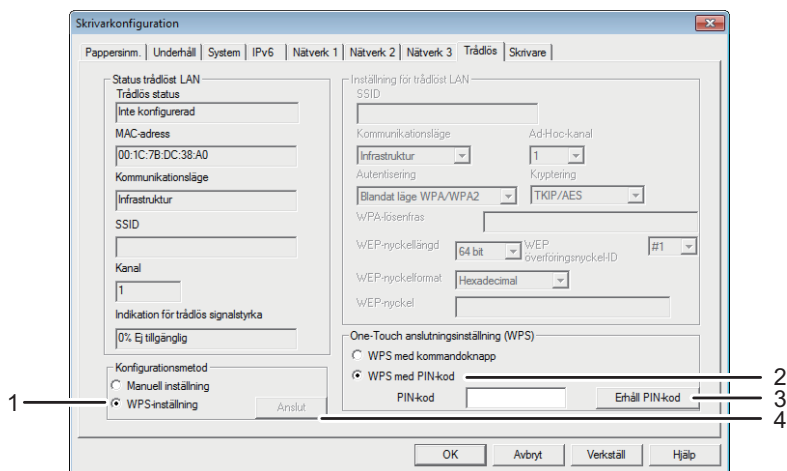 Skrivarkonfiguration
Pappersinm. Underhåll System IPv6 Nätverk 1 Nätverk 2 Nätverk 3 Trådlös Skrivare
Status trådlöst LAN
Trådlös status
Inte konfigurerad
MAC-adress
00:1C:7B:DC:38:A0
Kommunikationsläge
Infrastruktur
SSID
Kanal
1
Indikation för trådlös signalstyrka
0% Ej tillgänglig
Konfigurationsmetod
Manuell inställning
1 WPS-inställning
Anslut 4
Inställning för trådlöst LAN
SSID
Kommunikationsläge Ad-Hoc-kanal
Infrastruktur 1
Autentisering Kryptering
Blandat läge WPA/WPA2 TKIP/AES
WPA-lösenfras
WEP-nyckellängd 64 bit WEP överföringsnyckel-ID #1
WEP-nyckelformat Hexadecimal
WEP-nyckel
One-Touch anslutningsinställning (WPS)
WPS med kommandoknapp
WPS med PIN-kod 2
PIN-kod Erhåll PIN-kod 3
OK Avbryt Verkställ Hjälp